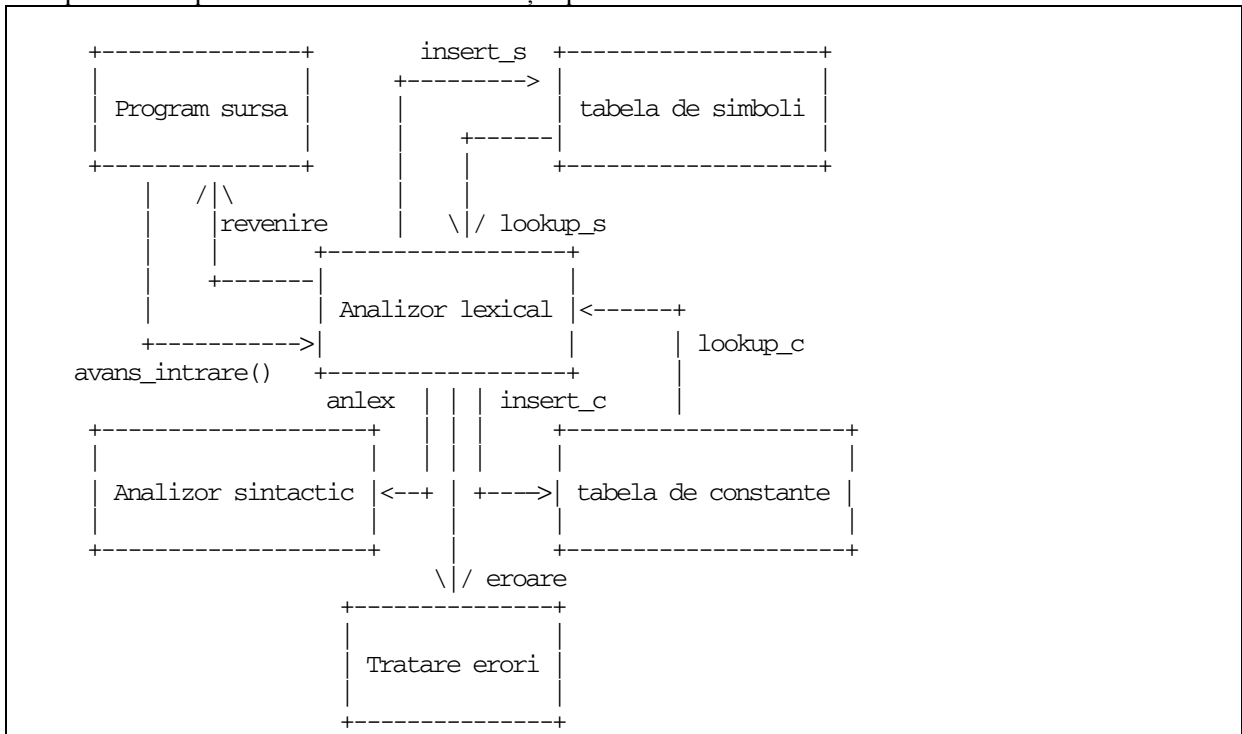 insert_s
Program sursa tabela de simboli
revenire lookup_s
Analizor lexical
lookup_c
avans_intrare()
anlex insert_c
Analizor sintactic tabela de constante
eroare
Tratare erori